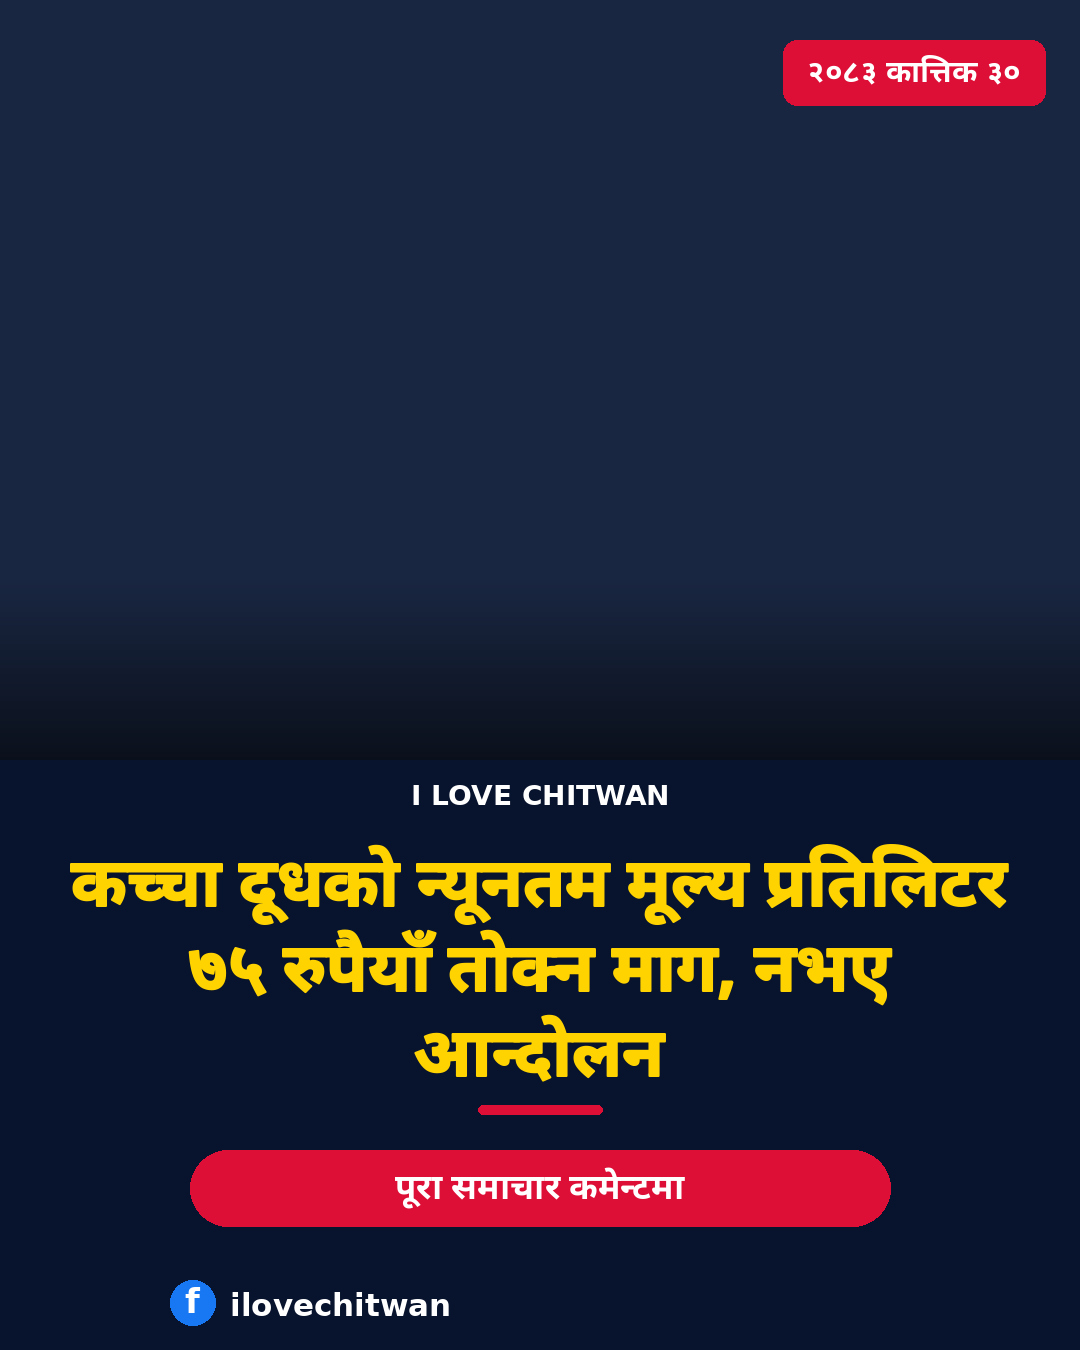 २०८३ कात्तिक ३०
I LOVE CHITWAN
कच्चा दूधको न्यूनतम मूल्य प्रतिलिटर
७५ रुपैयाँ तोक्न माग, नभए
आन्दोलन
पूरा समाचार कमेन्टमा
f ilovechitwan